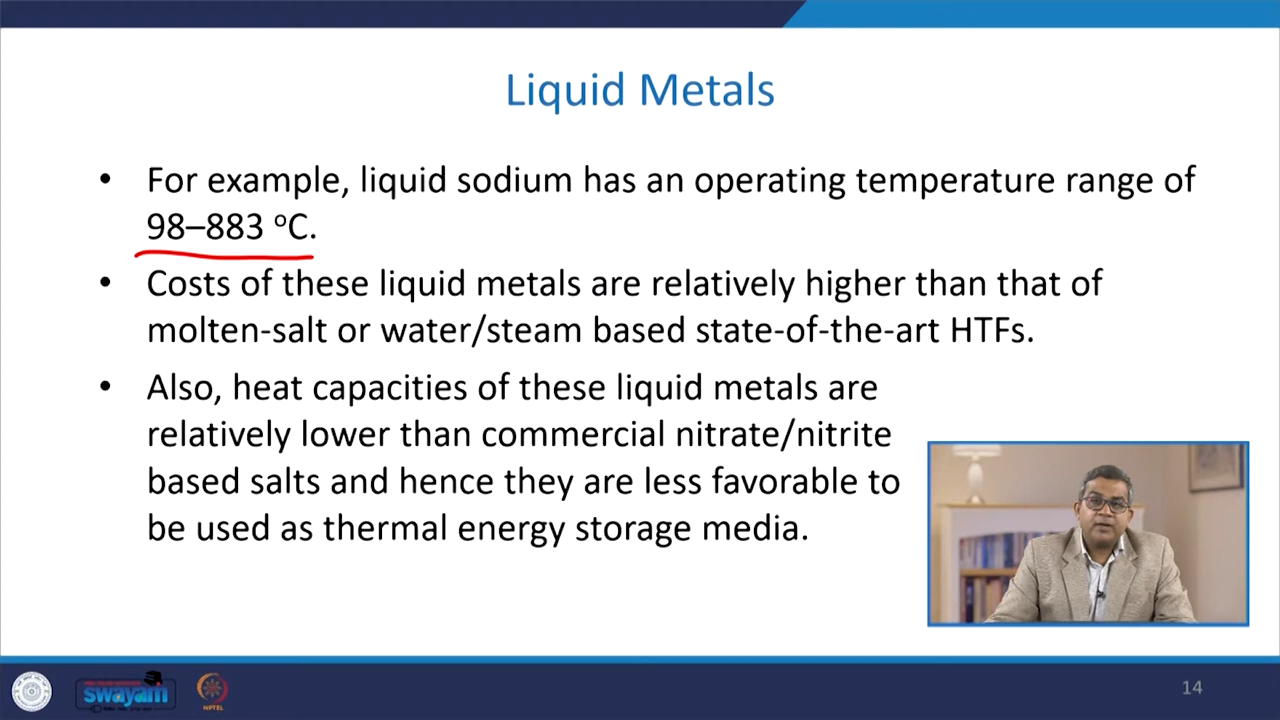 Liquid Metals
• For example, liquid sodium has an operating temperature range of
98–883 ᵒC.
• Costs of these liquid metals are relatively higher than that of
molten-salt or water/steam based state-of-the-art HTFs.
• Also, heat capacities of these liquid metals are
relatively lower than commercial nitrate/nitrite
based salts and hence they are less favorable to
be used as thermal energy storage media.
swayam
NPTEL
14